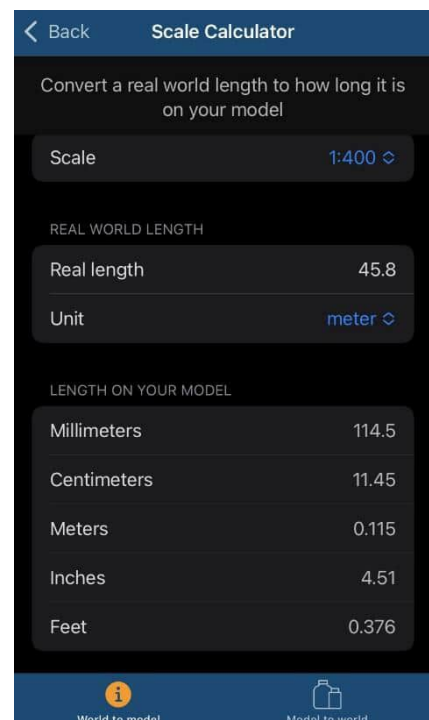 Back Scale Calculator
Convert a real world length to how long it is
on your model
Scale 1:400
REAL WORLD LENGTH
Real length 45.8
Unit meter
LENGTH ON YOUR MODEL
Millimeters 114.5
Centimeters 11.45
Meters 0.115
Inches 4.51
Feet 0.376
World to model Model to world